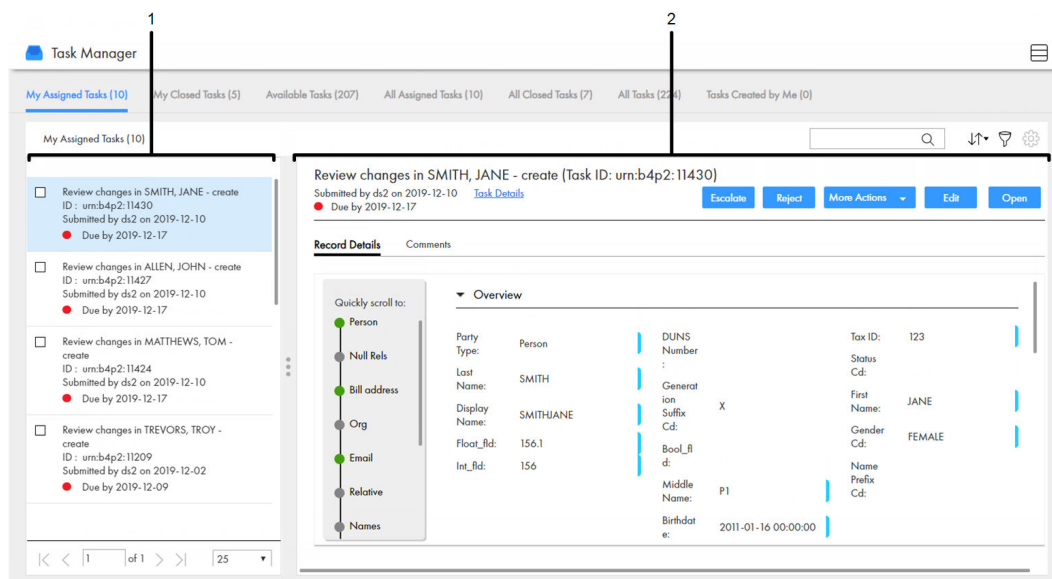 1
2
Task Manager
My Assigned Tasks (10)
My Closed Tasks (5)
Available Tasks (207)
All Assigned Tasks (10)
All Closed Tasks (7)
All Tasks (224)
Tasks Created by Me (0)
My Assigned Tasks (10)
Review changes in SMITH, JANE - create
ID : urn:b4p2:11430
Submitted by ds2 on 2019-12-10
Due by 2019-12-17
Review changes in ALLEN, JOHN - create
ID : urn:b4p2:11427
Submitted by ds2 on 2019-12-10
Due by 2019-12-17
Review changes in MATTHEWS, TOM -
create
ID : urn:b4p2:11424
Submitted by ds2 on 2019-12-10
Due by 2019-12-17
Review changes in TREVORS, TROY -
create
ID : urn:b4p2:11209
Submitted by ds2 on 2019-12-02
Due by 2019-12-09
1 of 1
25
Review changes in SMITH, JANE - create (Task ID: urn:b4p2:11430)
Submitted by ds2 on 2019-12-10 Task Details
Due by 2019-12-17
Escalate
Reject
More Actions
Edit
Open
Record Details
Comments
Quickly scroll to:
Person
Null Rels
Bill address
Org
Email
Relative
Names
Overview
Party
Type:
Person
Last
Name:
SMITH
Display
Name:
SMITHJANE
Float_fld: 156.1
Int_fld: 156
DUNS
Number
:
Generat
ion
Suffix
Cd:
X
Bool_fl
d:
Middle
Name:
P1
Birthdat
e:
2011-01-16 00:00:00
Tax ID: 123
Status
Cd:
First
Name:
JANE
Gender
Cd:
FEMALE
Name
Prefix
Cd: